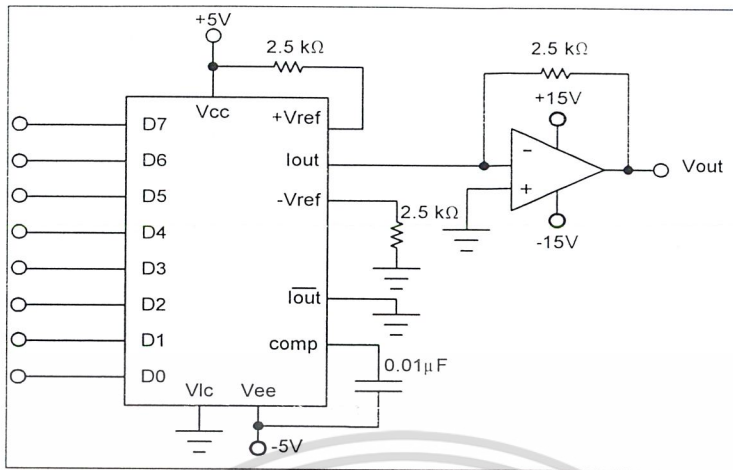 +5V
2.5 kΩ
2.5 kΩ
+15V
Vcc
+Vref
D7
Iout
D6
-Vref
D5
2.5 kΩ
D4
D3
D2
Iout
D1
comp
D0
0.01µF
Vlc
Vee
-5V
−
+
Vout
-15V